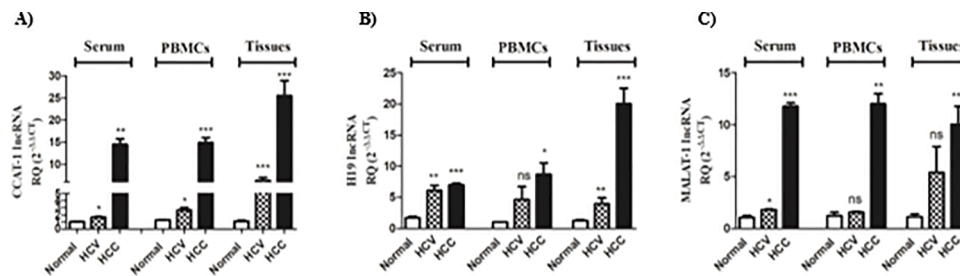 A)
Serum PBMCs Tissues
CCAT-1 lncRNA
RQ (2^-ΔΔCT)
30
25
20
15
10
** *** ***
* * ***
Normal HCV HCC Normal HCV HCC Normal HCV HCC
B)
Serum PBMCs Tissues
H19 lncRNA
RQ (2^-ΔΔCT)
25
20
15
10
5
0
** *** ns * ** ***
Normal HCV HCC Normal HCV HCC Normal HCV HCC
C)
Serum PBMCs Tissues
MALAT-1 lncRNA
RQ (2^-ΔΔCT)
15
10
5
0
* *** ns ** ns **
Normal HCV HCC Normal HCV HCC Normal HCV HCC